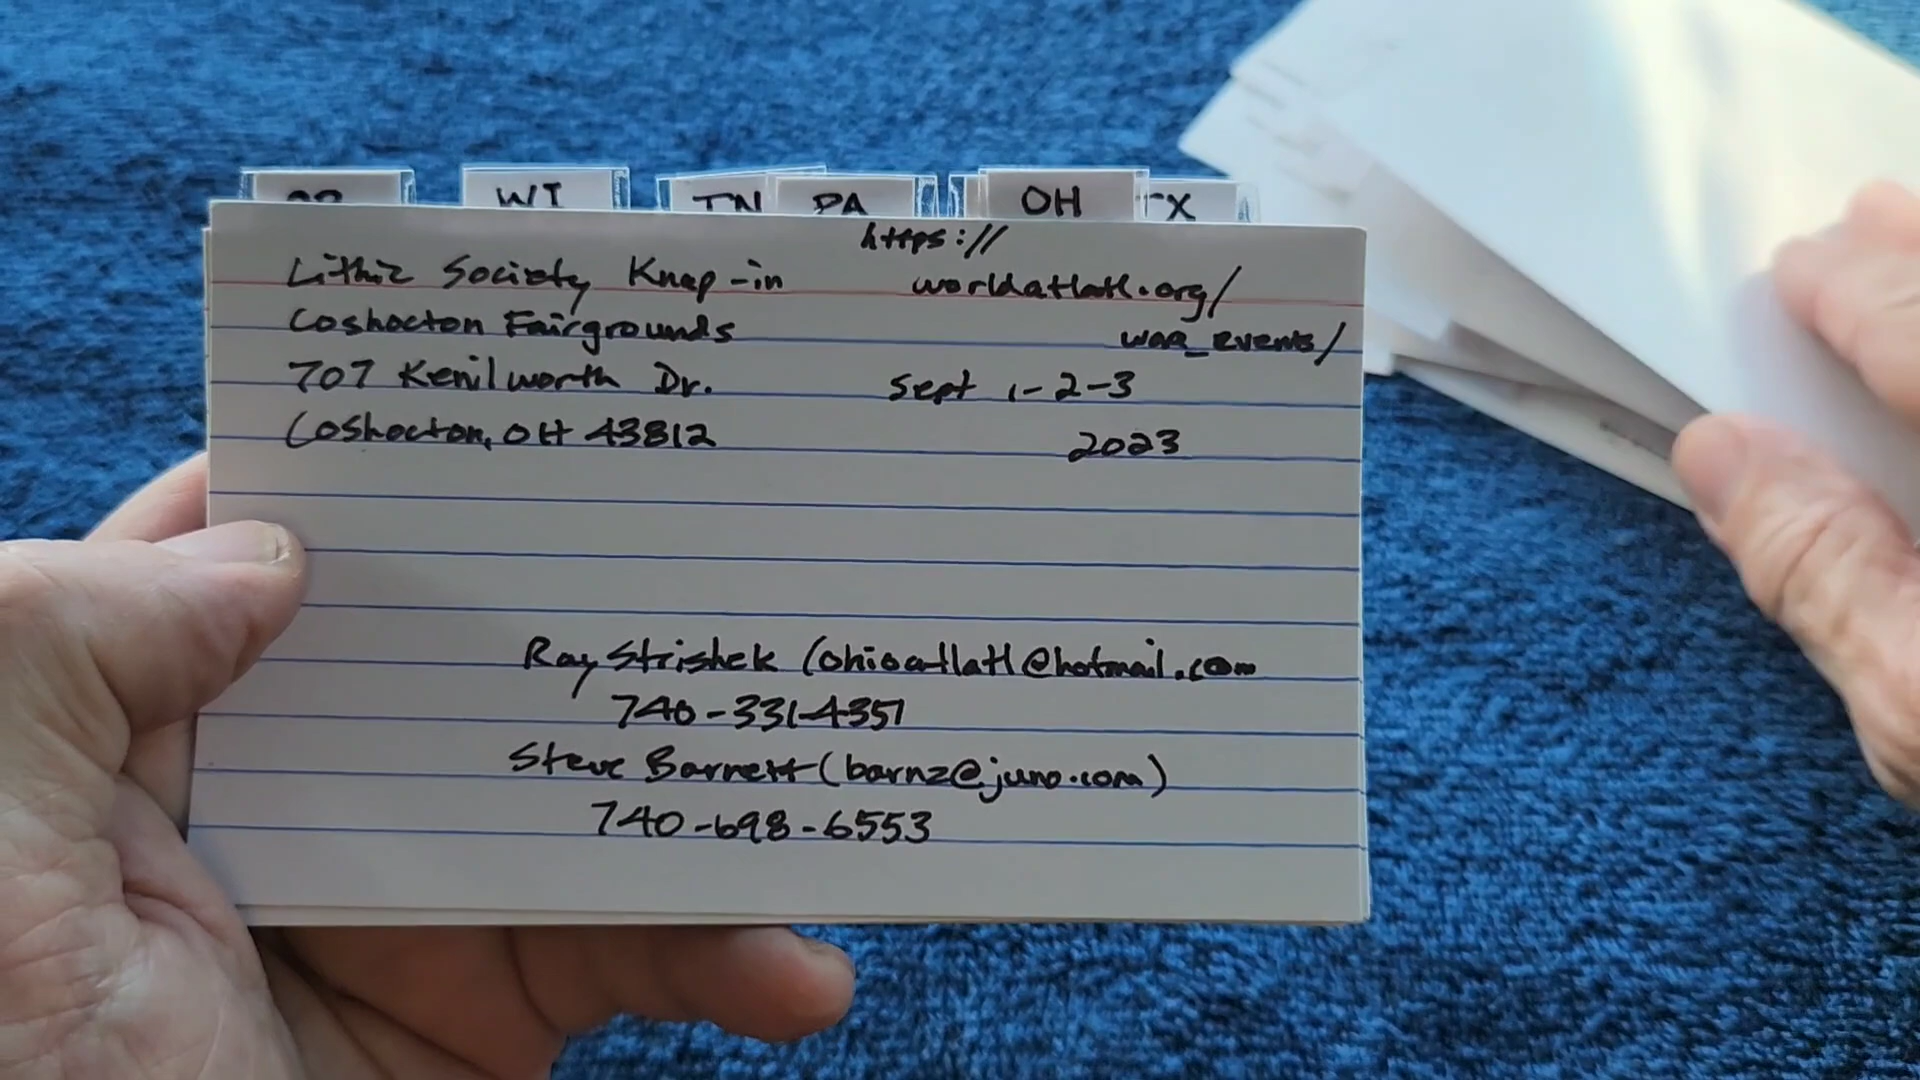 WI
TN
PA
OH
TX
https://
Lithic Society Knap-in
worldatlatl.org/
Coshocton Fairgrounds
waa_events/
707 Kenilworth Dr.
Sept 1-2-3
Coshocton, OH 43812
2023
Ray Strishek (ohioatlatl@hotmail.com
740-331-4351
Steve Barnett (barnz@juno.com)
740-698-6553